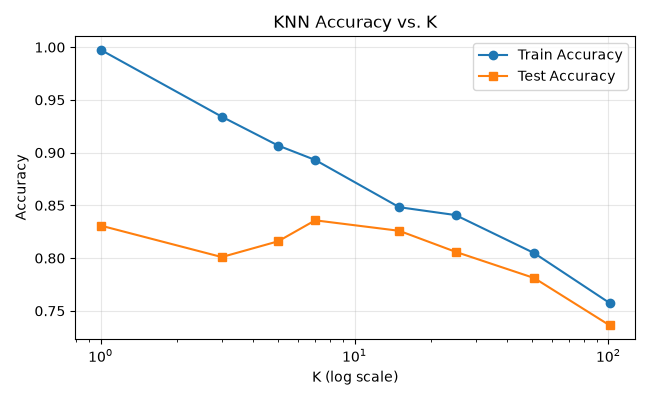 KNN Accuracy vs. K
Train Accuracy
Test Accuracy
Accuracy
1.00
0.95
0.90
0.85
0.80
0.75
10⁰
10¹
10²
K (log scale)